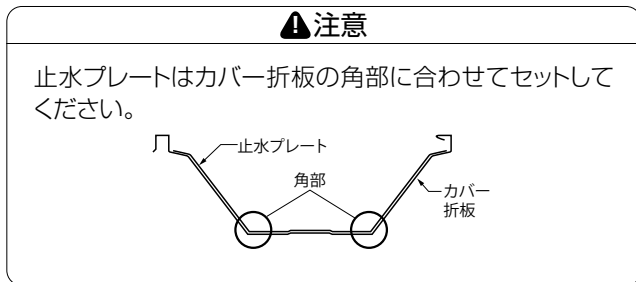 注意
止水プレートはカバー折板の角部に合わせてセットして
ください。
止水プレート
角部
カバー
折板